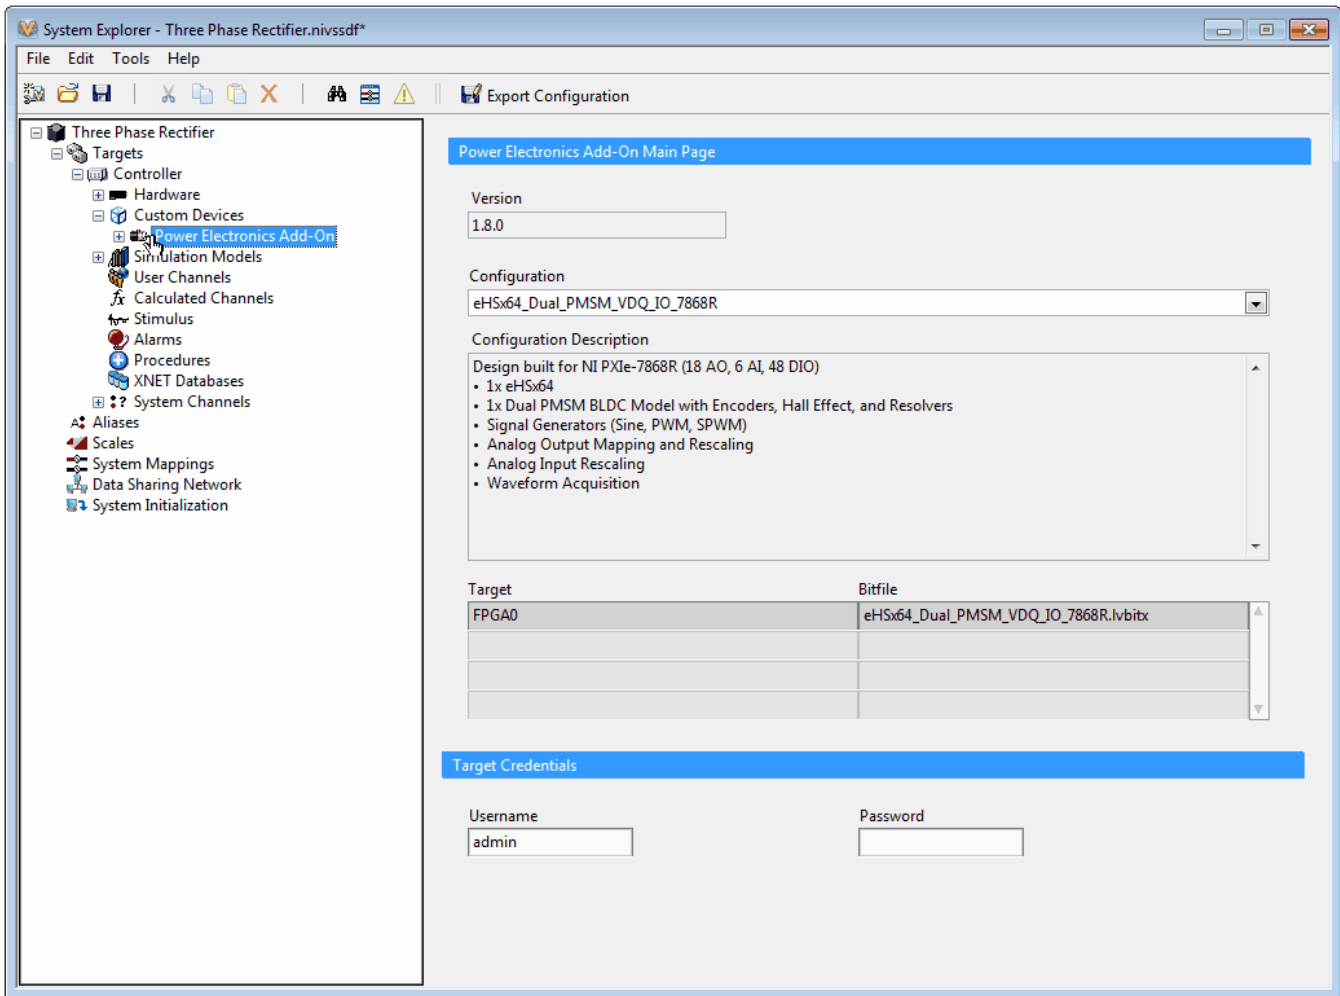 System Explorer - Three Phase Rectifier.nivssdf*
File Edit Tools Help
Export Configuration
Three Phase Rectifier
Targets
Controller
Hardware
Custom Devices
Power Electronics Add-On
Simulation Models
User Channels
fx Calculated Channels
Stimulus
Alarms
Procedures
XNET Databases
System Channels
Aliases
Scales
System Mappings
Data Sharing Network
System Initialization
Power Electronics Add-On Main Page
Version
1.8.0
Configuration
eHSx64_Dual_PMSM_VDQ_IO_7868R
Configuration Description
Design built for NI PXIe-7868R (18 AO, 6 AI, 48 DIO)
• 1x eHSx64
• 1x Dual PMSM BLDC Model with Encoders, Hall Effect, and Resolvers
• Signal Generators (Sine, PWM, SPWM)
• Analog Output Mapping and Rescaling
• Analog Input Rescaling
• Waveform Acquisition
Target Bitfile
FPGA0 eHSx64_Dual_PMSM_VDQ_IO_7868R.lvbitx
Target Credentials
Username Password
admin